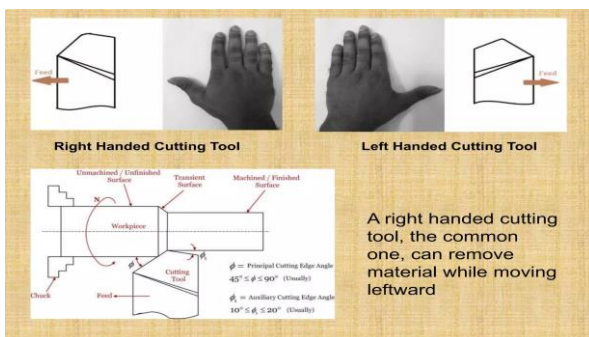 Feed
Feed
Right Handed Cutting Tool
Left Handed Cutting Tool
Unmachined / Unfinished
Surface
Transient
Surface
Machined / Finished
Surface
N
Workpiece
ϕ
ϕ₁
Cutting
Tool
Chuck
Feed
ϕ = Principal Cutting Edge Angle
45° ≤ ϕ ≤ 90° (Usually)
= Auxiliary Cutting Edge Angle
10° ≤ ≤ 20° (Usually)
A right handed cutting
tool, the common
one, can remove
material while moving
leftward